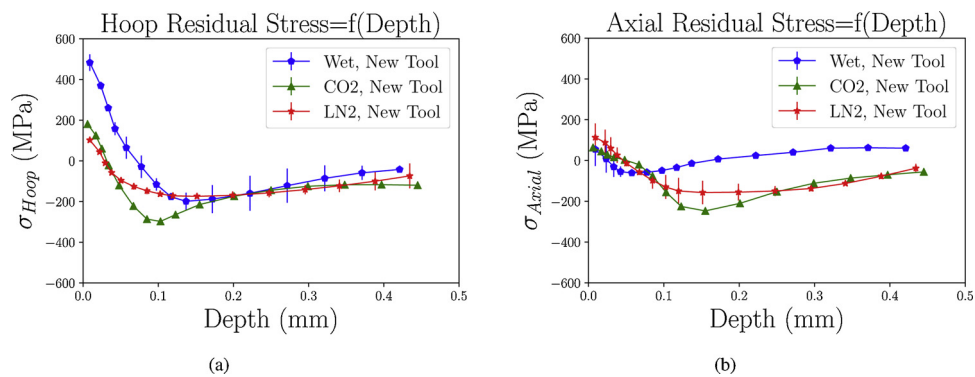 Hoop Residual Stress=f(Depth)
600
400
200
0
−200
−400
−600
σHoop (MPa)
Wet, New Tool
CO2, New Tool
LN2, New Tool
0.0 0.1 0.2 0.3 0.4 0.5
Depth (mm)
(a)
Axial Residual Stress=f(Depth)
600
400
200
0
−200
−400
−600
σAxial (MPa)
Wet, New Tool
CO2, New Tool
LN2, New Tool
0.0 0.1 0.2 0.3 0.4 0.5
Depth (mm)
(b)